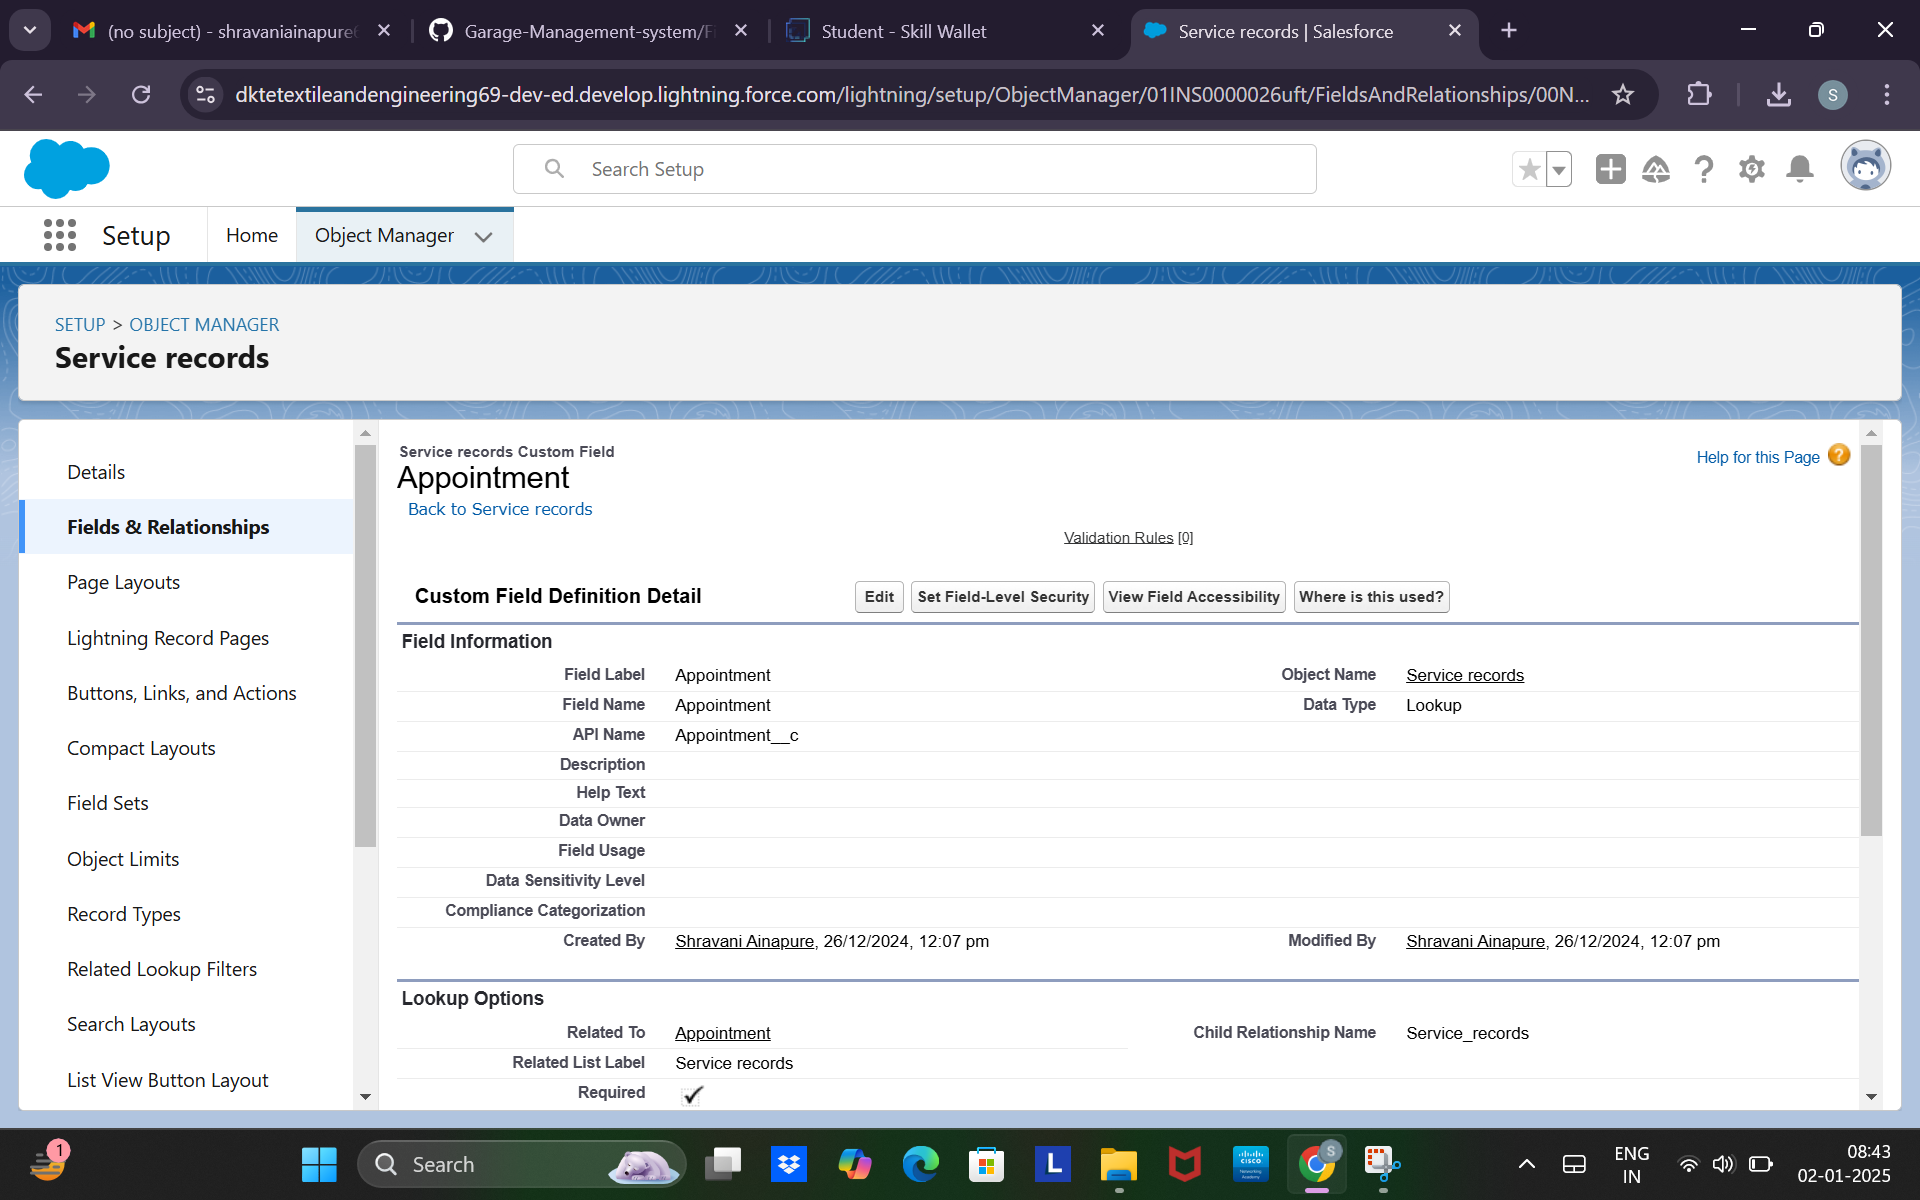 (no subject) - shravaniainapure
Garage-Management-system/Fi
Student - Skill Wallet
Service records | Salesforce
dktetextileandengineering69-dev-ed.develop.lightning.force.com/lightning/setup/ObjectManager/01INS0000026uft/FieldsAndRelationships/00N...
S
Search Setup
Setup
Home
Object Manager
SETUP > OBJECT MANAGER
Service records
Details
Fields & Relationships
Page Layouts
Lightning Record Pages
Buttons, Links, and Actions
Compact Layouts
Field Sets
Object Limits
Record Types
Related Lookup Filters
Search Layouts
List View Button Layout
Service records Custom Field
Appointment
Back to Service records
Help for this Page ?
Validation Rules [0]
Custom Field Definition Detail
Edit
Set Field-Level Security
View Field Accessibility
Where is this used?
Field Information
Field Label Appointment Object Name Service records
Field Name Appointment Data Type Lookup
API Name Appointment__c
Description
Help Text
Data Owner
Field Usage
Data Sensitivity Level
Compliance Categorization
Created By Shravani Ainapure, 26/12/2024, 12:07 pm Modified By Shravani Ainapure, 26/12/2024, 12:07 pm
Lookup Options
Related To Appointment Child Relationship Name Service_records
Related List Label Service records
Required
1
Search
L
CISCO
S
ENG
IN
08:43
02-01-2025